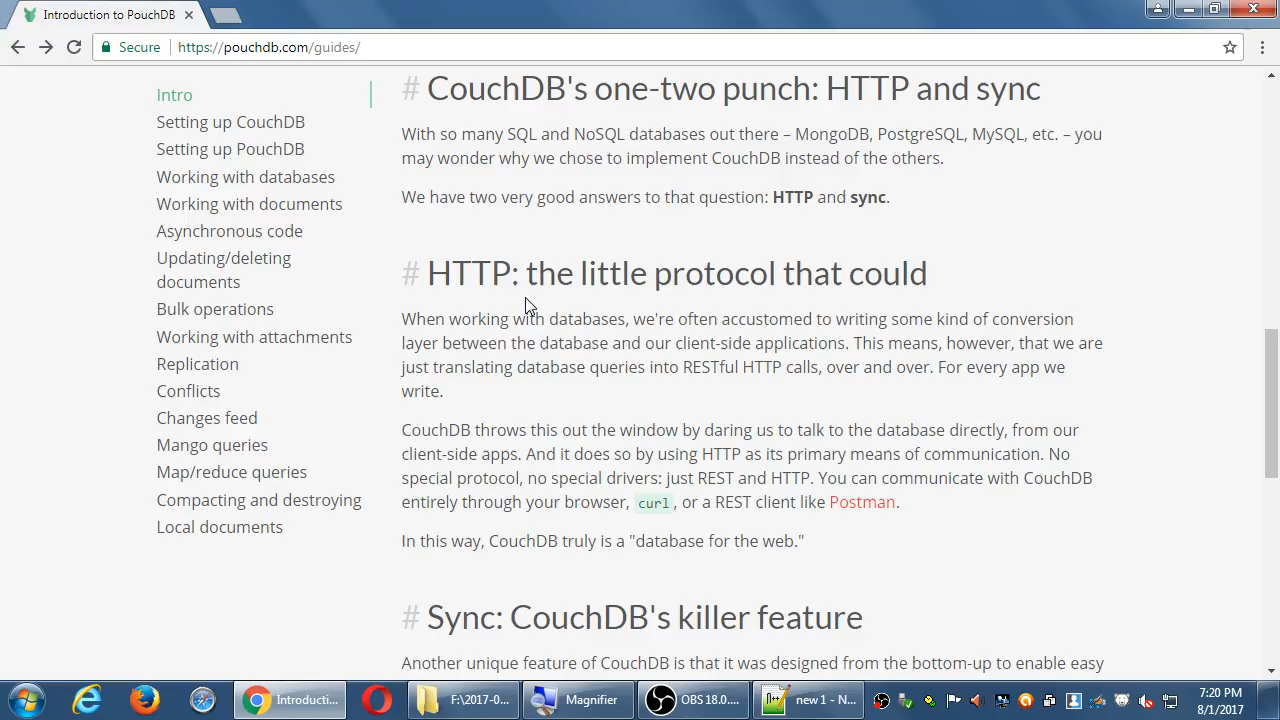 Introduction to PouchDB
Secure
https://pouchdb.com/guides/
Intro
Setting up CouchDB
Setting up PouchDB
Working with databases
Working with documents
Asynchronous code
Updating/deleting
documents
Bulk operations
Working with attachments
Replication
Conflicts
Changes feed
Mango queries
Map/reduce queries
Compacting and destroying
Local documents
# CouchDB's one-two punch: HTTP and sync
With so many SQL and NoSQL databases out there – MongoDB, PostgreSQL, MySQL, etc. – you
may wonder why we chose to implement CouchDB instead of the others.
We have two very good answers to that question: HTTP and sync.
# HTTP: the little protocol that could
When working with databases, we're often accustomed to writing some kind of conversion
layer between the database and our client-side applications. This means, however, that we are
just translating database queries into RESTful HTTP calls, over and over. For every app we
write.
CouchDB throws this out the window by daring us to talk to the database directly, from our
client-side apps. And it does so by using HTTP as its primary means of communication. No
special protocol, no special drivers: just REST and HTTP. You can communicate with CouchDB
entirely through your browser, curl, or a REST client like Postman.
In this way, CouchDB truly is a "database for the web."
# Sync: CouchDB's killer feature
Another unique feature of CouchDB is that it was designed from the bottom-up to enable easy
Introducti...
F:\2017-0...
Magnifier
OBS 18.0....
new 1 - N...
7:20 PM
8/1/2017